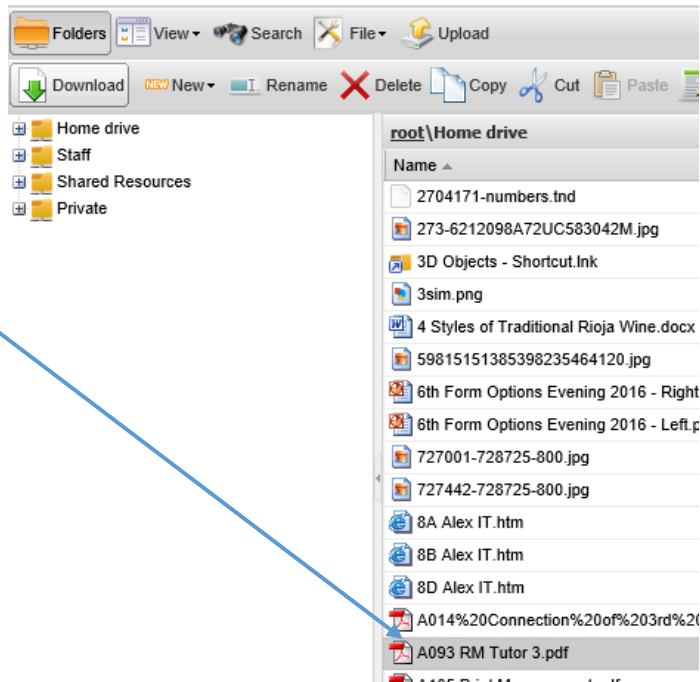 Folders View Search File Upload
Download NEW New Rename Delete Copy Cut Paste
Home drive
Staff
Shared Resources
Private
root\Home drive
Name
2704171-numbers.tnd
273-6212098A72UC583042M.jpg
3D Objects - Shortcut.lnk
3sim.png
4 Styles of Traditional Rioja Wine.docx
59815151385398235464120.jpg
6th Form Options Evening 2016 - Right
6th Form Options Evening 2016 - Left.p
727001-728725-800.jpg
727442-728725-800.jpg
8A Alex IT.htm
8B Alex IT.htm
8D Alex IT.htm
A014%20Connection%20of%203rd%20
A093 RM Tutor 3.pdf